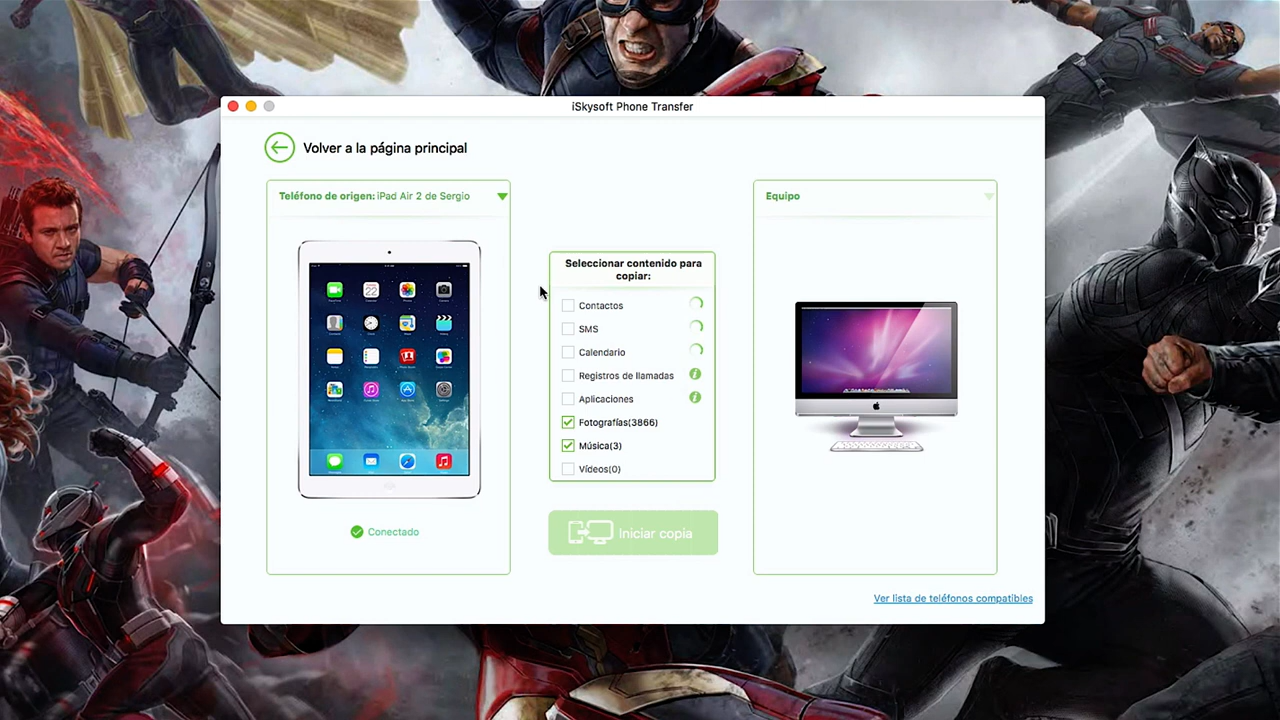 iSkysoft Phone Transfer
Volver a la página principal
Teléfono de origen: iPad Air 2 de Sergio
Conectado
Seleccionar contenido para
copiar:
Contactos
SMS
Calendario
Registros de llamadas
Aplicaciones
Fotografías(3866)
Música(3)
Vídeos(0)
Iniciar copia
Equipo
Ver lista de teléfonos compatibles